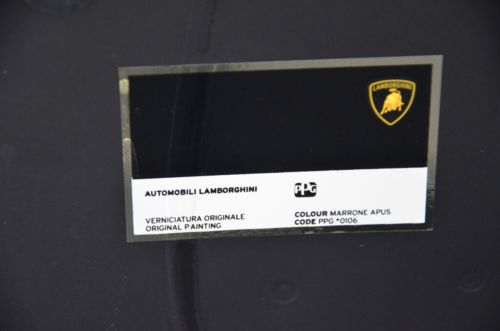 LAMBORGHINI
AUTOMOBILI LAMBORGHINI
VERNICIATURA ORIGINALE
ORIGINAL PAINTING
PPG
COLOUR MARRONE APUS
CODE PPG *0106